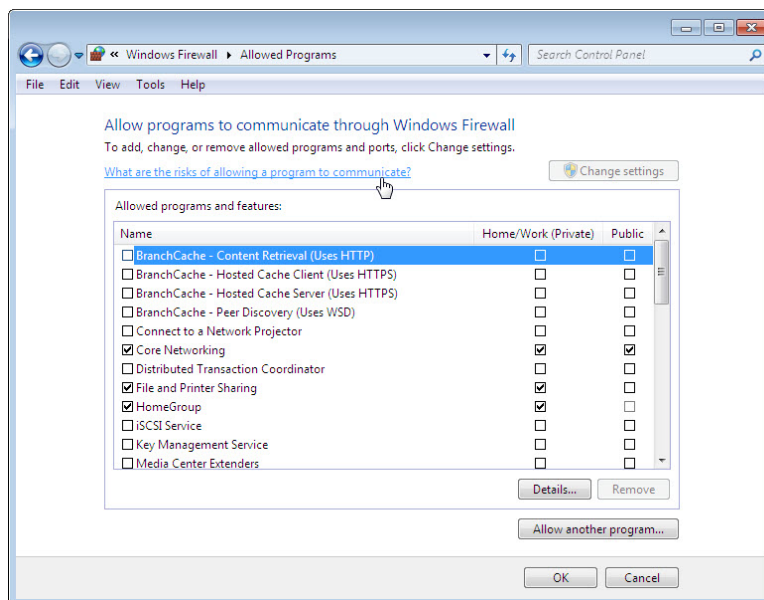 « Windows Firewall ▸ Allowed Programs Search Control Panel
File Edit View Tools Help
Allow programs to communicate through Windows Firewall
To add, change, or remove allowed programs and ports, click Change settings.
What are the risks of allowing a program to communicate? Change settings
Allowed programs and features:
Name Home/Work (Private) Public
BranchCache - Content Retrieval (Uses HTTP)
BranchCache - Hosted Cache Client (Uses HTTPS)
BranchCache - Hosted Cache Server (Uses HTTPS)
BranchCache - Peer Discovery (Uses WSD)
Connect to a Network Projector
Core Networking
Distributed Transaction Coordinator
File and Printer Sharing
HomeGroup
iSCSI Service
Key Management Service
Media Center Extenders
Details... Remove
Allow another program...
OK Cancel